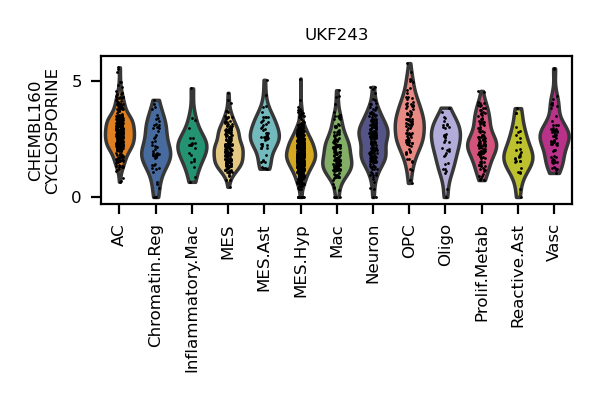 UKF243
CHEMBL160
CYCLOSPORINE
5
0
AC
Chromatin.Reg
Inflammatory.Mac
MES
MES.Ast
MES.Hyp
Mac
Neuron
OPC
Oligo
Prolif.Metab
Reactive.Ast
Vasc